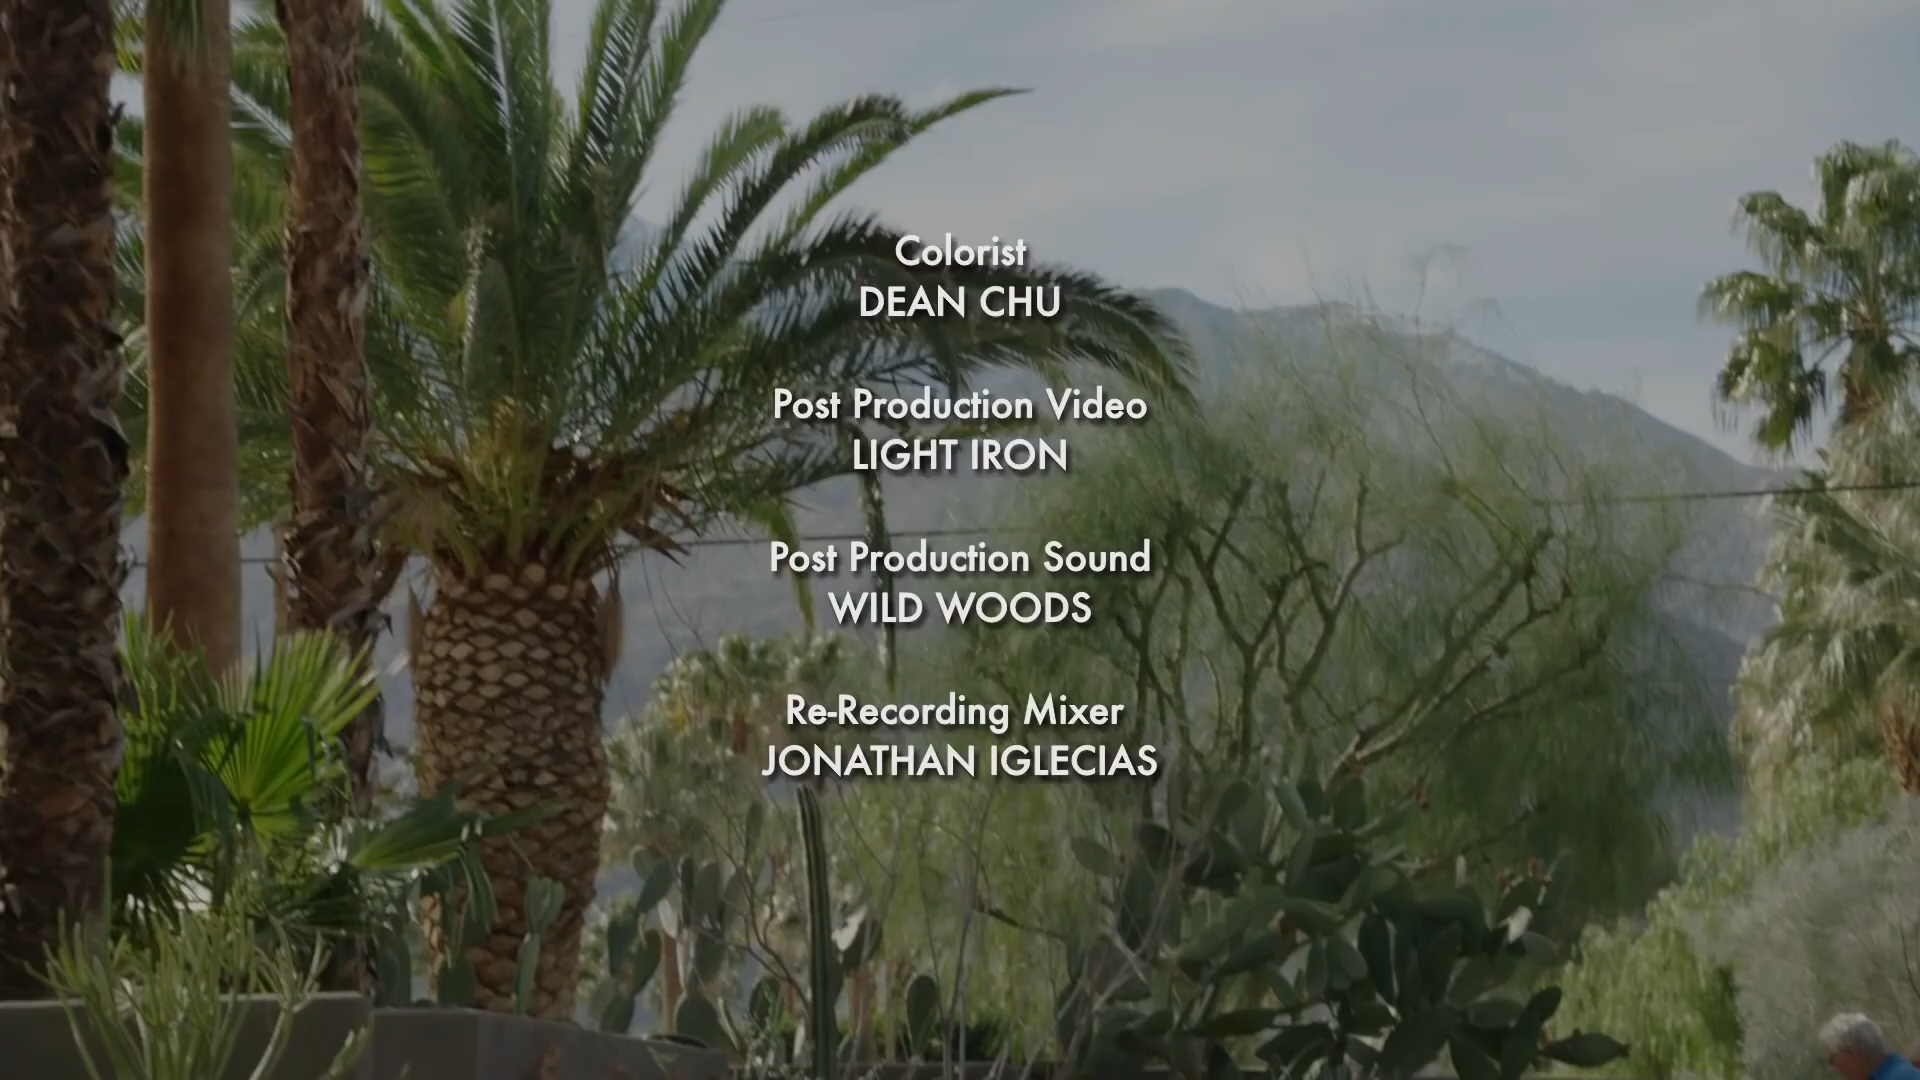 Colorist
DEAN CHU
Post Production Video
LIGHT IRON
Post Production Sound
WILD WOODS
Re-Recording Mixer
JONATHAN IGLECIAS